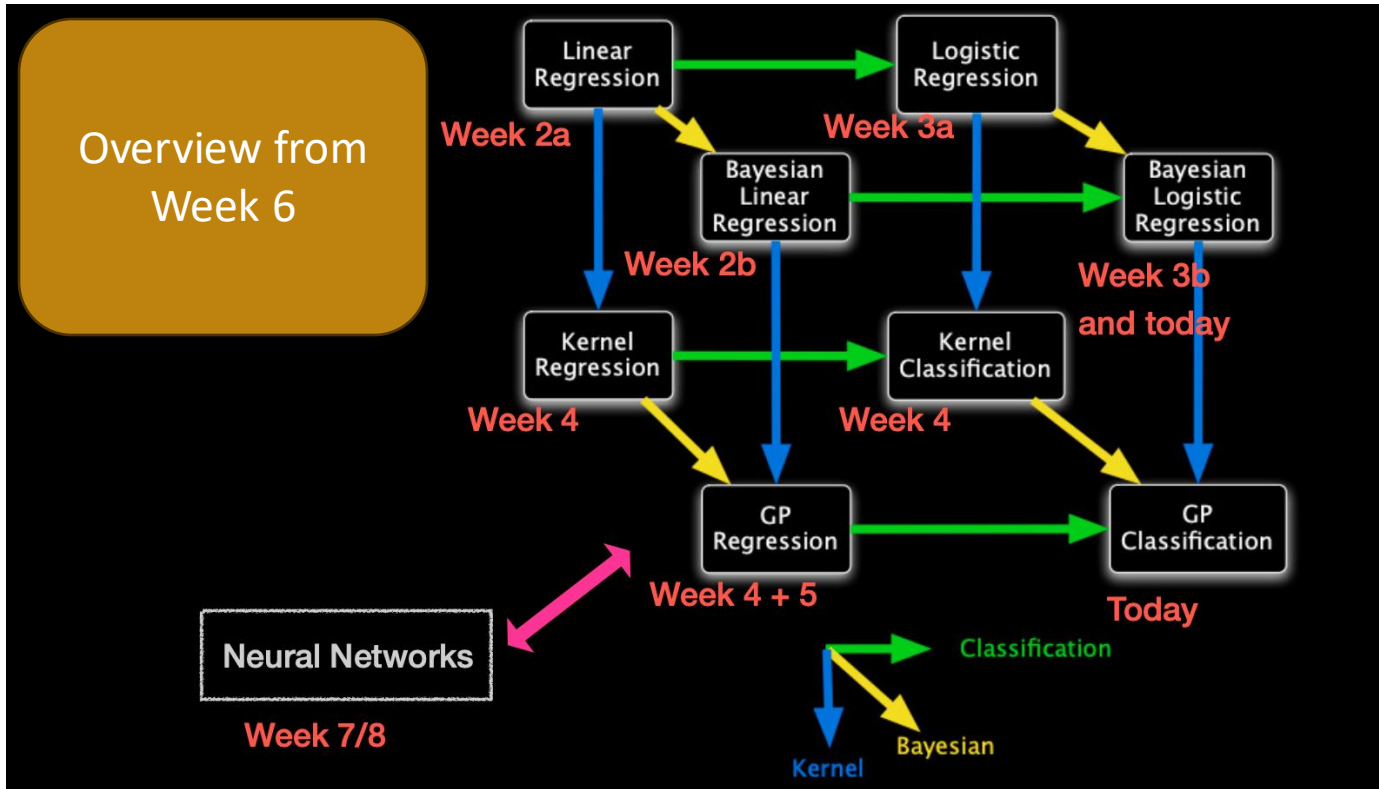 Overview from
Week 6
Linear
Regression
Logistic
Regression
Week 2a
Week 3a
Bayesian
Linear
Regression
Bayesian
Logistic
Regression
Week 2b
Week 3b
and today
Kernel
Regression
Kernel
Classification
Week 4
Week 4
GP
Regression
GP
Classification
Week 4 + 5
Today
Neural Networks
Week 7/8
Classification
Bayesian
Kernel